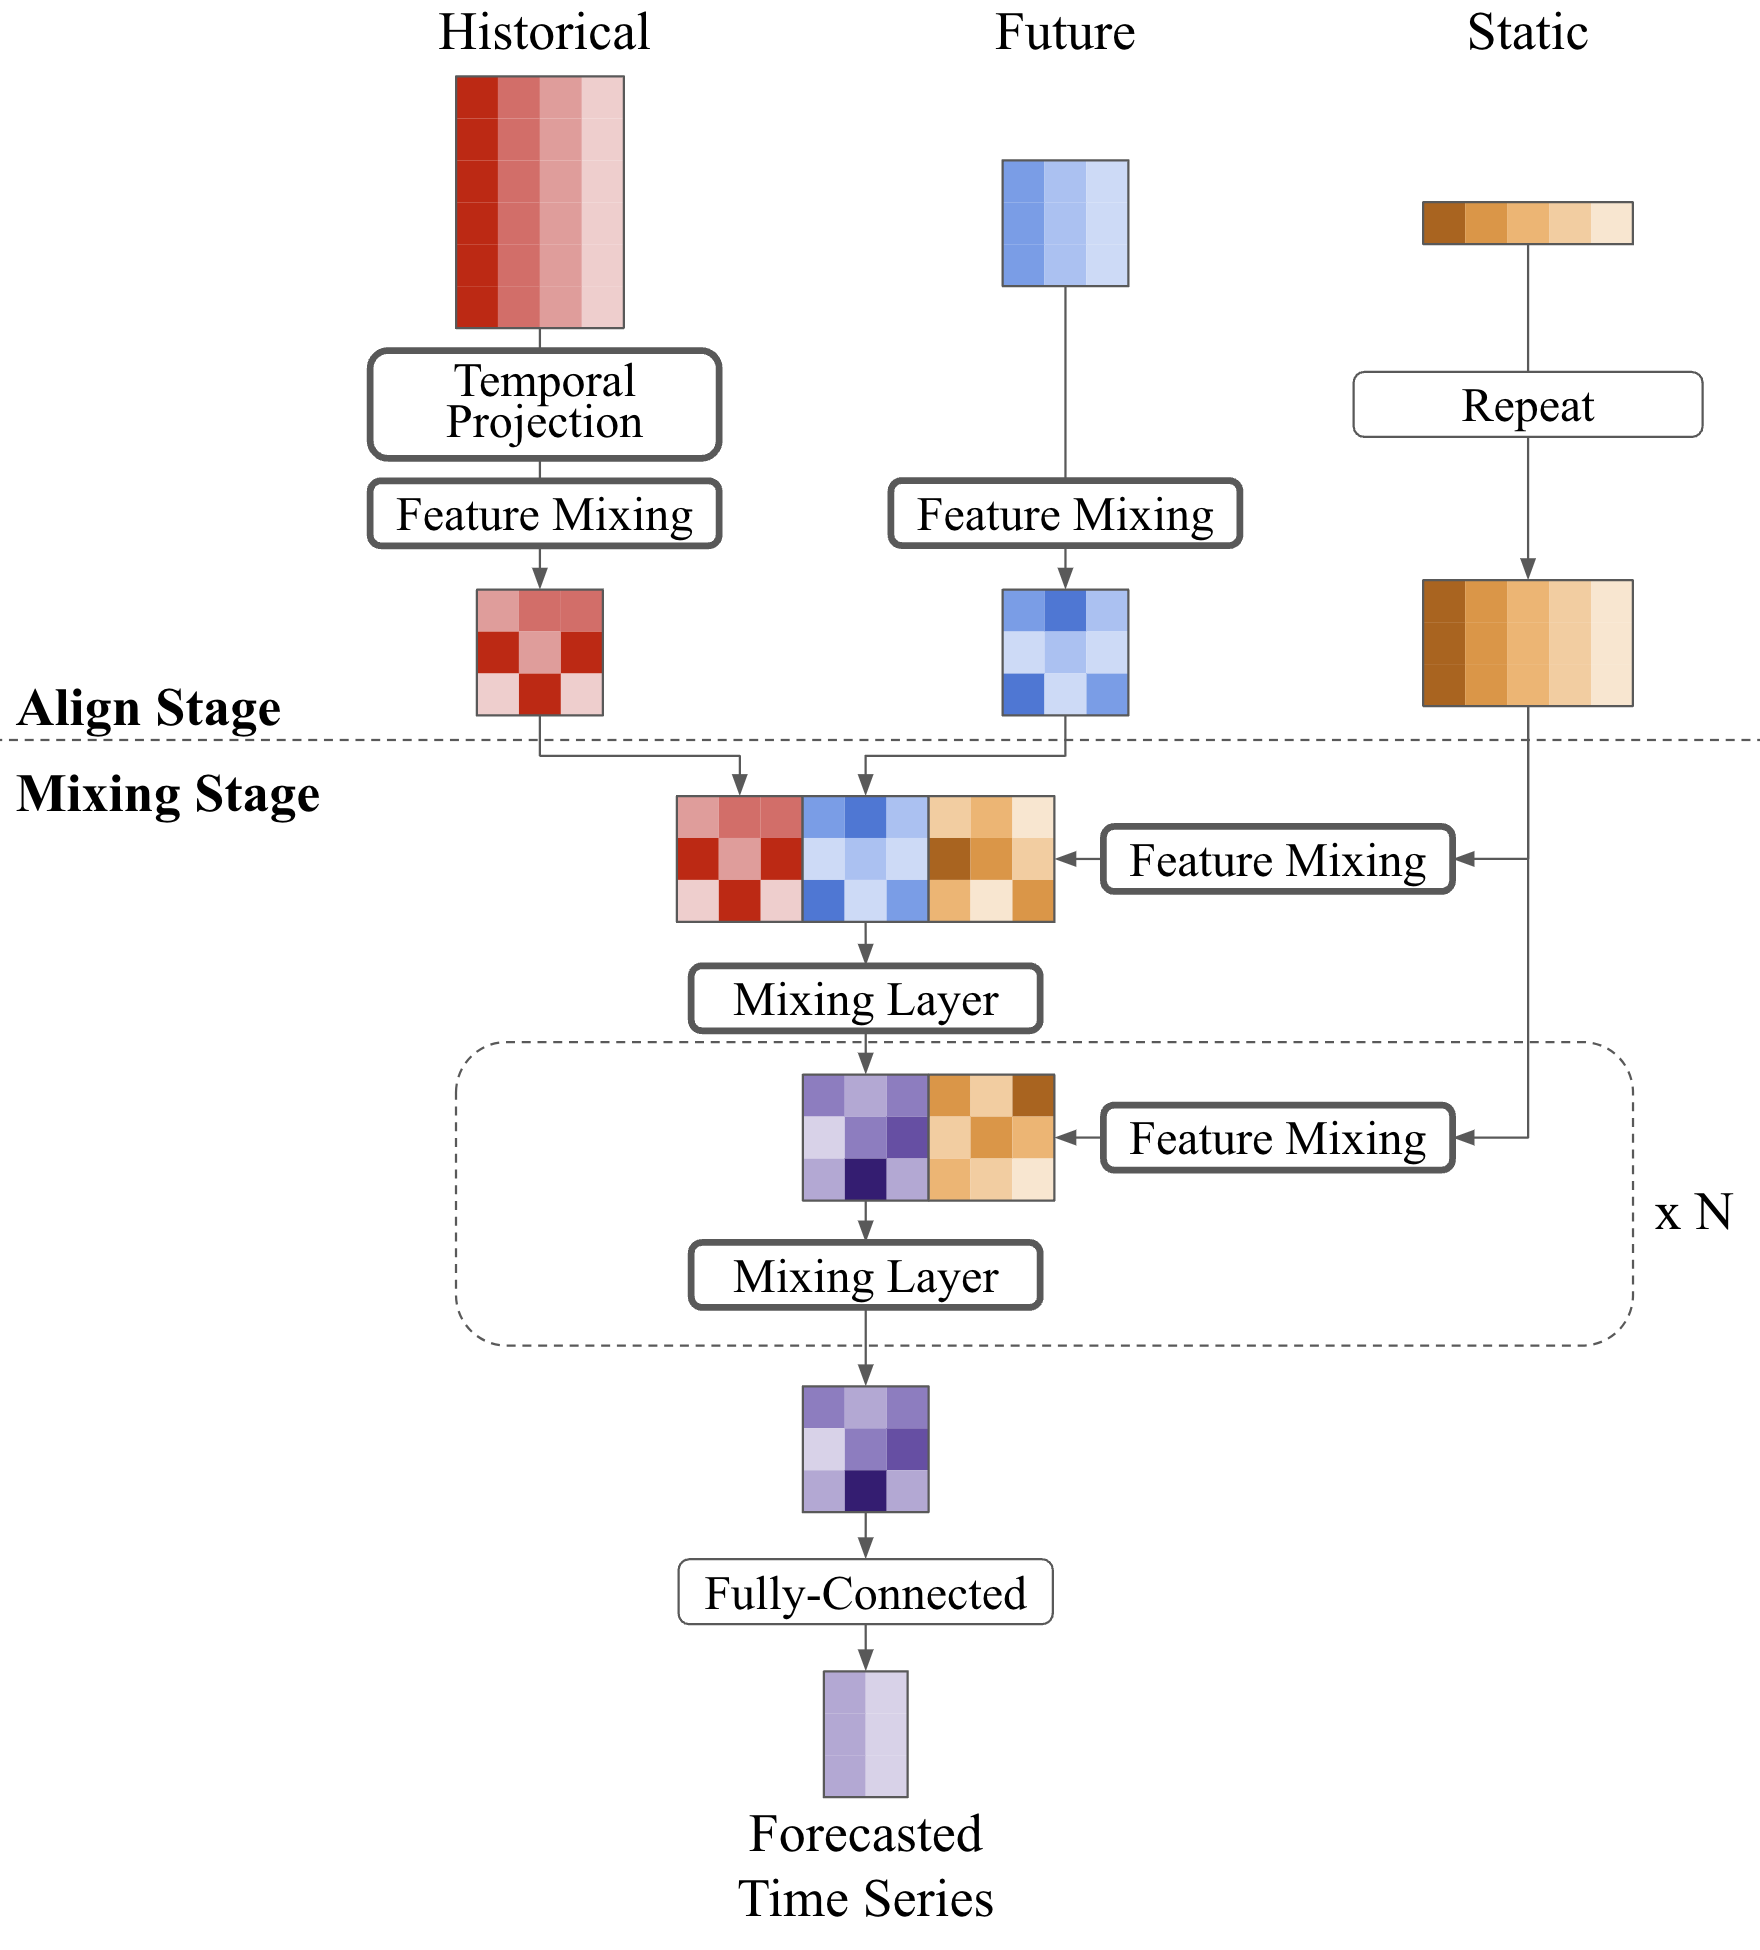 Historical
Future
Static
Temporal
Projection
Repeat
Feature Mixing
Feature Mixing
Align Stage
Mixing Stage
Feature Mixing
Mixing Layer
Feature Mixing
x N
Mixing Layer
Fully-Connected
Forecasted
Time Series